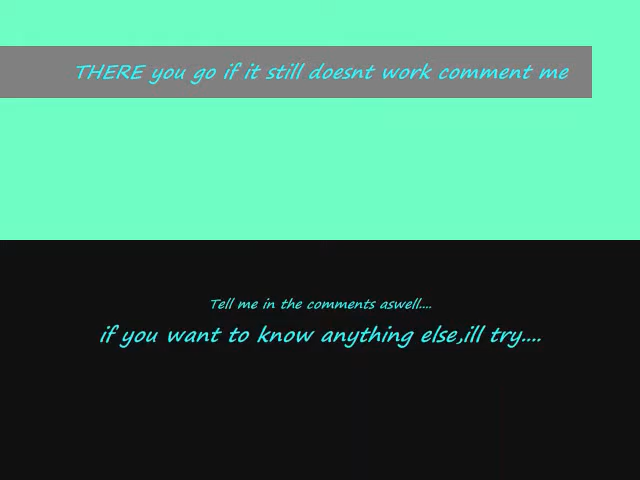 THERE you go if it still doesnt work comment me
Tell me in the comments aswell....
if you want to know anything else,ill try....